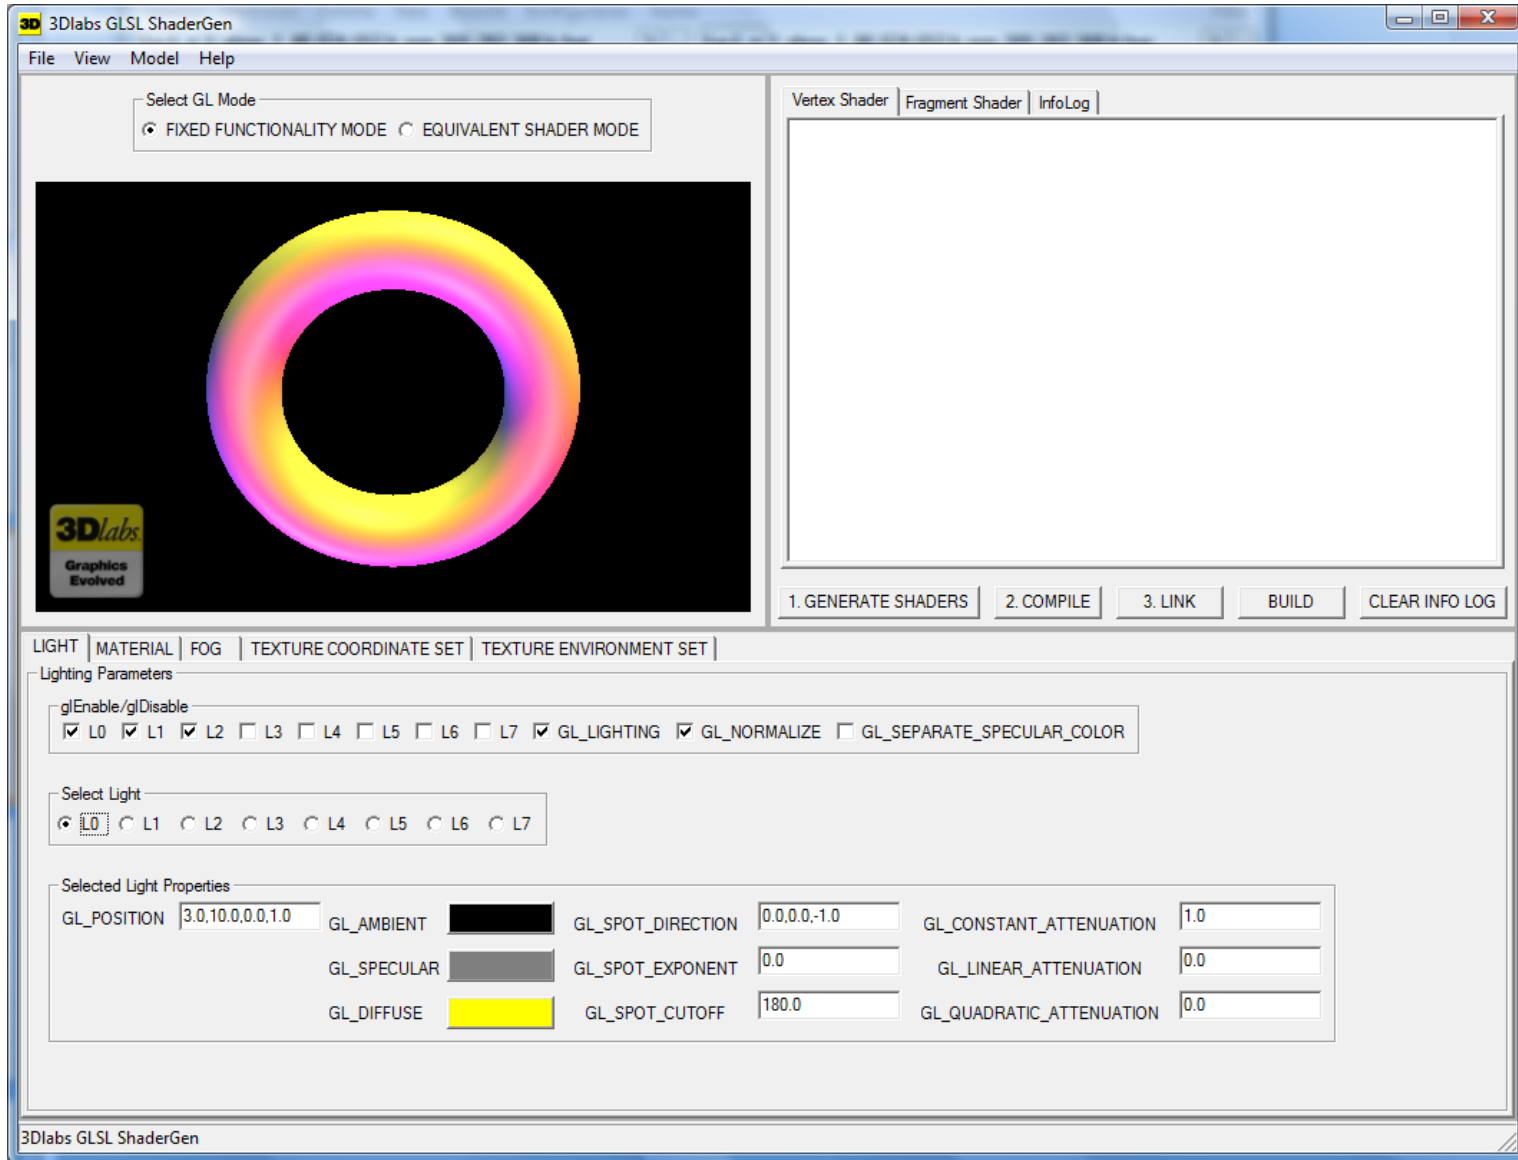 3D 3Dlabs GLSL ShaderGen
File View Model Help
Select GL Mode
FIXED FUNCTIONALITY MODE EQUIVALENT SHADER MODE
Vertex Shader Fragment Shader InfoLog
3Dlabs.
Graphics
Evolved
1. GENERATE SHADERS 2. COMPILE 3. LINK BUILD CLEAR INFO LOG
LIGHT MATERIAL FOG TEXTURE COORDINATE SET TEXTURE ENVIRONMENT SET
Lighting Parameters
glEnable/glDisable
L0 L1 L2 L3 L4 L5 L6 L7 GL_LIGHTING GL_NORMALIZE GL_SEPARATE_SPECULAR_COLOR
Select Light
L0 L1 L2 L3 L4 L5 L6 L7
Selected Light Properties
GL_POSITION 3.0,10.0,0.0,1.0 GL_AMBIENT GL_SPOT_DIRECTION 0.0,0.0,-1.0 GL_CONSTANT_ATTENUATION 1.0
GL_SPECULAR GL_SPOT_EXPONENT 0.0 GL_LINEAR_ATTENUATION 0.0
GL_DIFFUSE GL_SPOT_CUTOFF 180.0 GL_QUADRATIC_ATTENUATION 0.0
3Dlabs GLSL ShaderGen